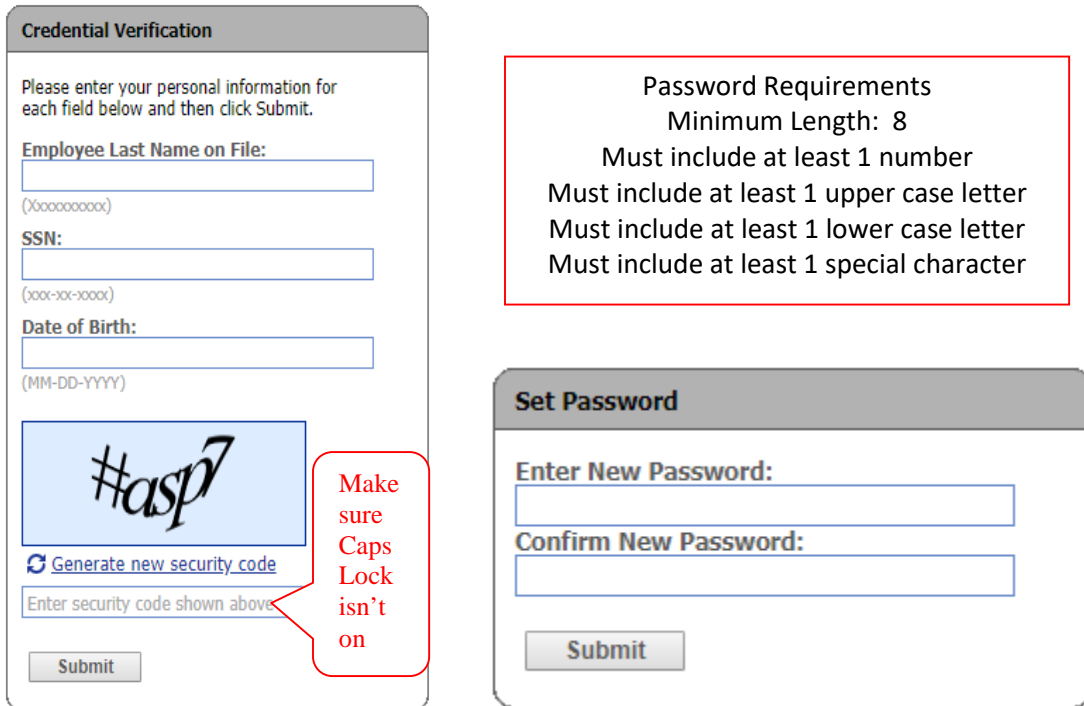 Credential Verification
Please enter your personal information for
each field below and then click Submit.
Employee Last Name on File:
(Xxxxxxxxxx)
SSN:
(xxx-xx-xxxx)
Date of Birth:
(MM-DD-YYYY)
#asp7
Generate new security code
Enter security code shown above
Submit
Make
sure
Caps
Lock
isn't
on
Password Requirements
Minimum Length: 8
Must include at least 1 number
Must include at least 1 upper case letter
Must include at least 1 lower case letter
Must include at least 1 special character
Set Password
Enter New Password:
Confirm New Password:
Submit